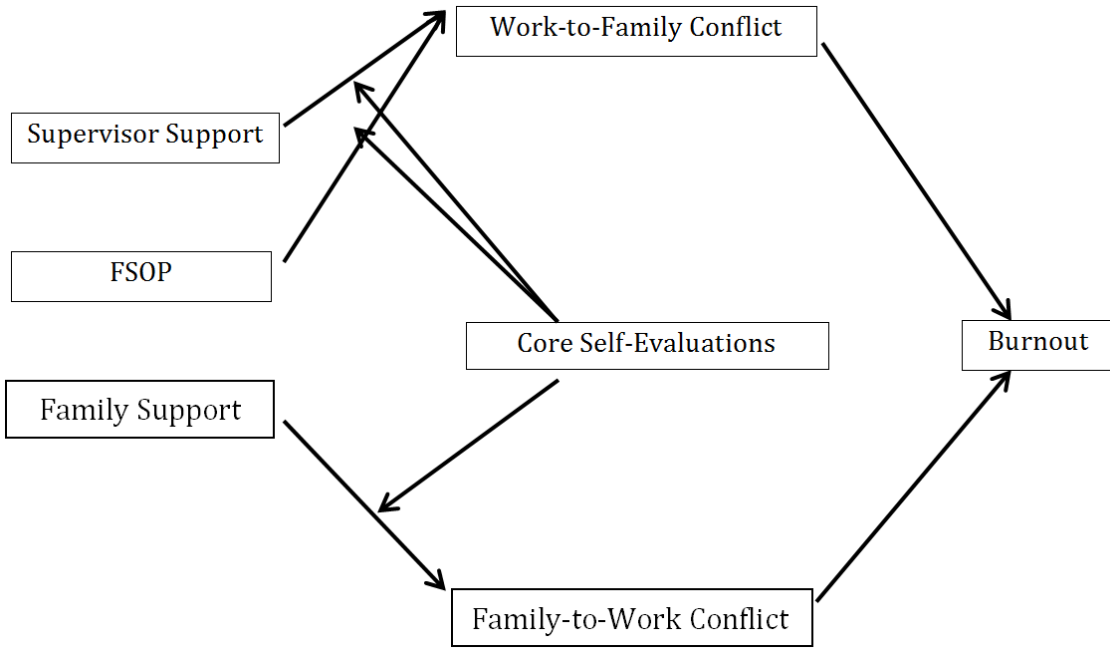 Work-to-Family Conflict
Supervisor Support
FSOP
Core Self-Evaluations
Burnout
Family Support
Family-to-Work Conflict